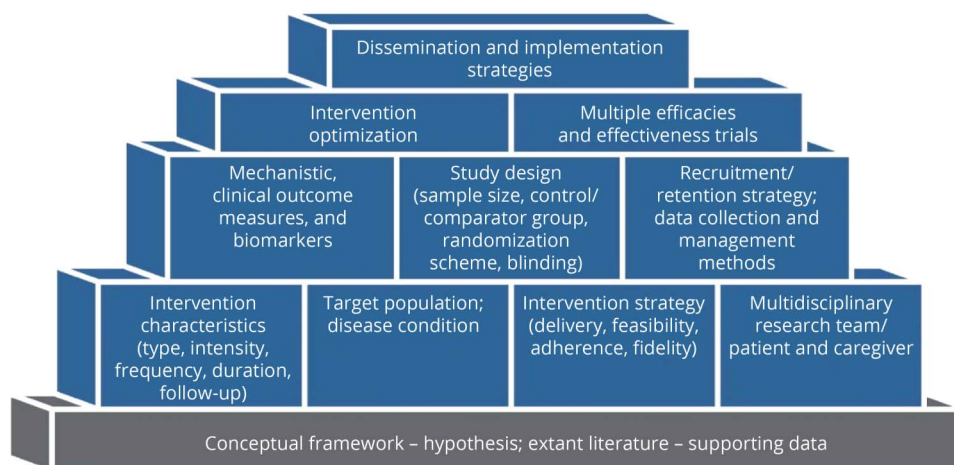 Dissemination and implementation
strategies
Intervention
optimization
Multiple efficacies
and effectiveness trials
Mechanistic,
clinical outcome
measures, and
biomarkers
Study design
(sample size, control/
comparator group,
randomization
scheme, blinding)
Recruitment/
retention strategy;
data collection and
management
methods
Intervention
characteristics
(type, intensity,
frequency, duration,
follow-up)
Target population;
disease condition
Intervention strategy
(delivery, feasibility,
adherence, fidelity)
Multidisciplinary
research team/
patient and caregiver
Conceptual framework – hypothesis; extant literature – supporting data